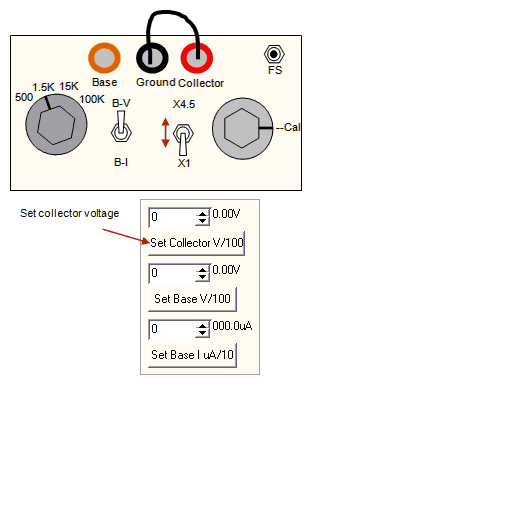 FS
Base Ground Collector
500 1.5K 15K 100K
B-V
X4.5
--Cal
B-I
X1
Set collector voltage
0 0.00V
Set Collector V/100
0 0.00V
Set Base V/100
0 000.0uA
Set Base I uA/10